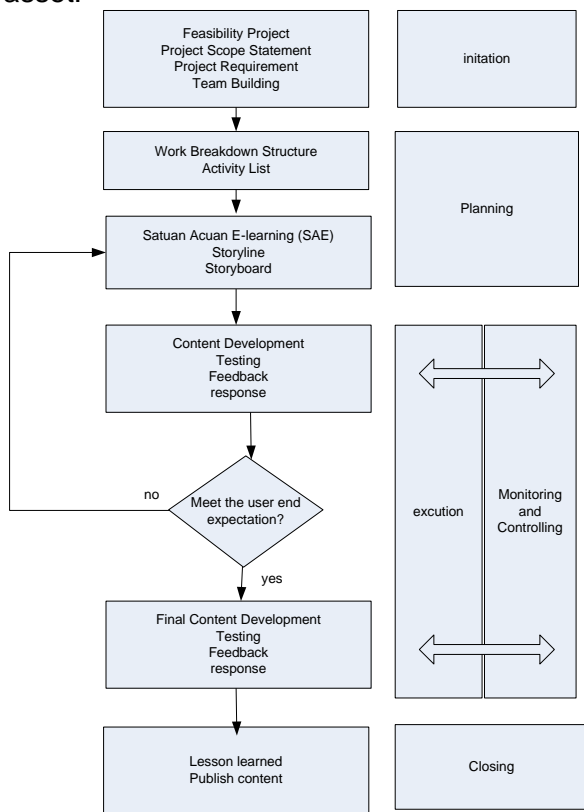 asset.
Feasibility Project
Project Scope Statement
Project Requirement
Team Building
initation
Work Breakdown Structure
Activity List
Planning
Satuan Acuan E-learning (SAE)
Storyline
Storyboard
Content Development
Testing
Feedback
response
no
Meet the user end
expectation?
yes
excution
Monitoring
and
Controlling
Final Content Development
Testing
Feedback
response
Lesson learned
Publish content
Closing